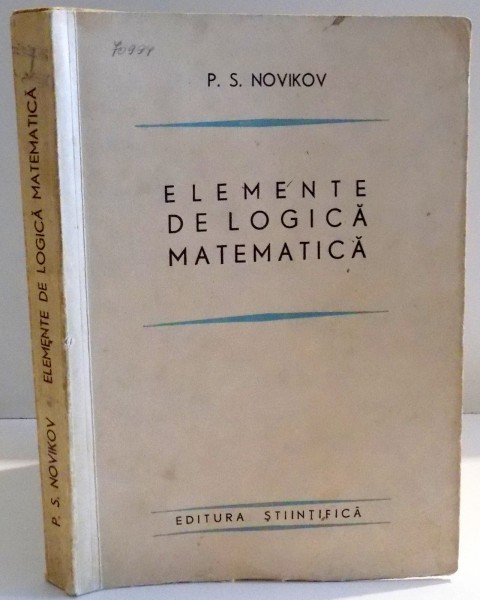 P. S. NOVIKOV
ELEMENTE
DE LOGICĂ
MATEMATICĂ
EDITURA ȘTIINȚIFICĂ
P. S. NOVIKOV ELEMENTE DE LOGICĂ MATEMATICĂ